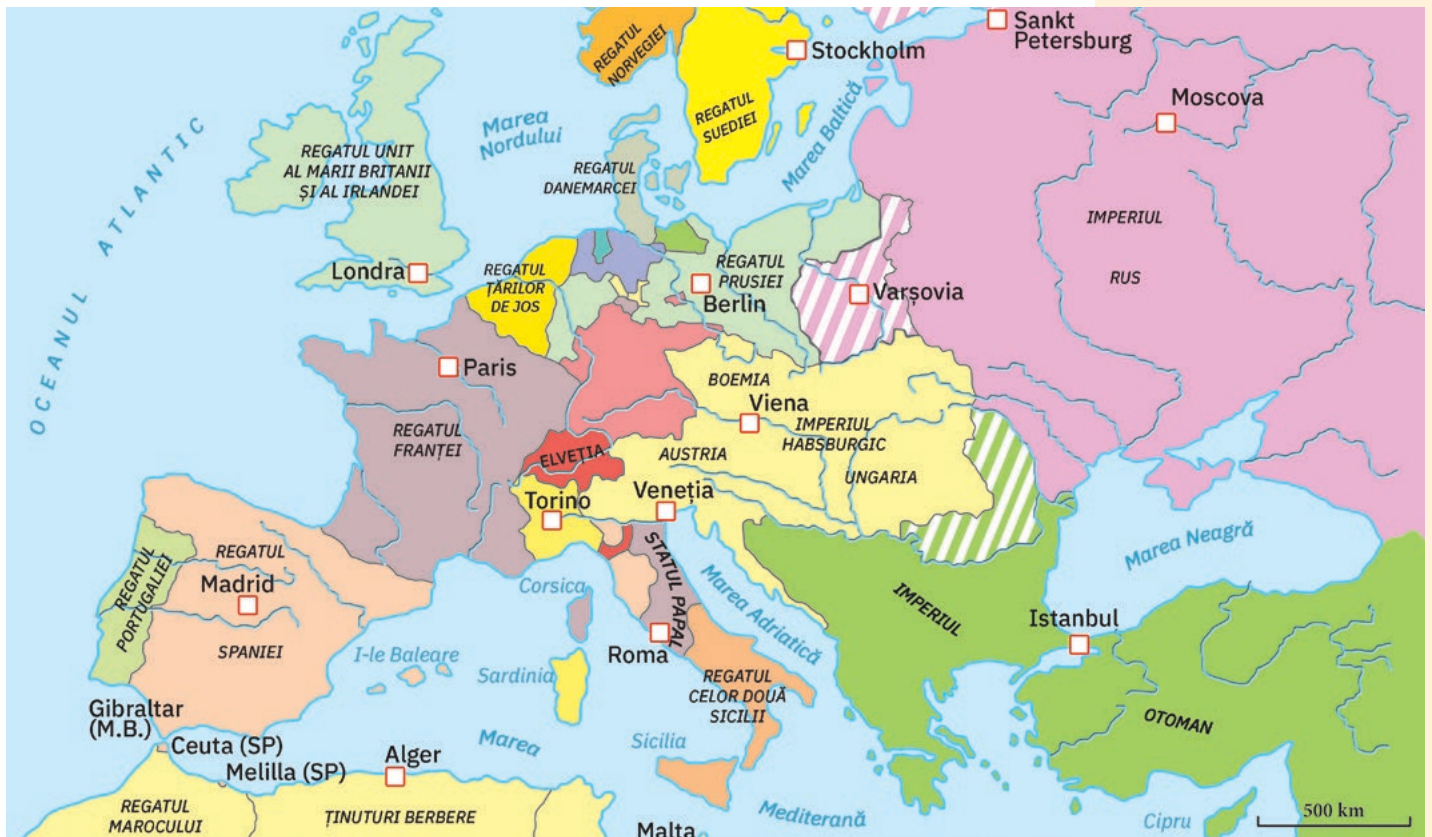 Sankt
Petersburg
Stockholm
REGATUL
NORVEGIEI
REGATUL
SUEDIEI
Marea
Nordului
Marea Baltică
Moscova
OCEANUL ATLANTIC
REGATUL UNIT
AL MARII BRITANII
ȘI AL IRLANDEI
REGATUL
DANEMARCEI
IMPERIUL
RUS
Londra
REGATUL
ȚĂRILOR
DE JOS
REGATUL
PRUSIEI
Berlin
Varșovia
Paris
BOEMIA
Viena
IMPERIUL
HABSBURGIC
REGATUL
FRANȚEI
ELVEȚIA
AUSTRIA
UNGARIA
Torino
Veneția
STATUL PAPAL
Marea Neagră
REGATUL
PORTUGALIEI
REGATUL
Madrid
SPANIEI
Corsica
Marea Adriatică
IMPERIUL
Istanbul
I-le Baleare
Sardinia
Roma
REGATUL
CELOR DOUĂ
SICILII
OTOMAN
Gibraltar
(M.B.)
Ceuta (SP)
Melilla (SP)
Alger
Marea
Sicilia
Mediterană
REGATUL
MAROCULUI
ȚINUTURI BERBERE
Malta
Cipru
500 km